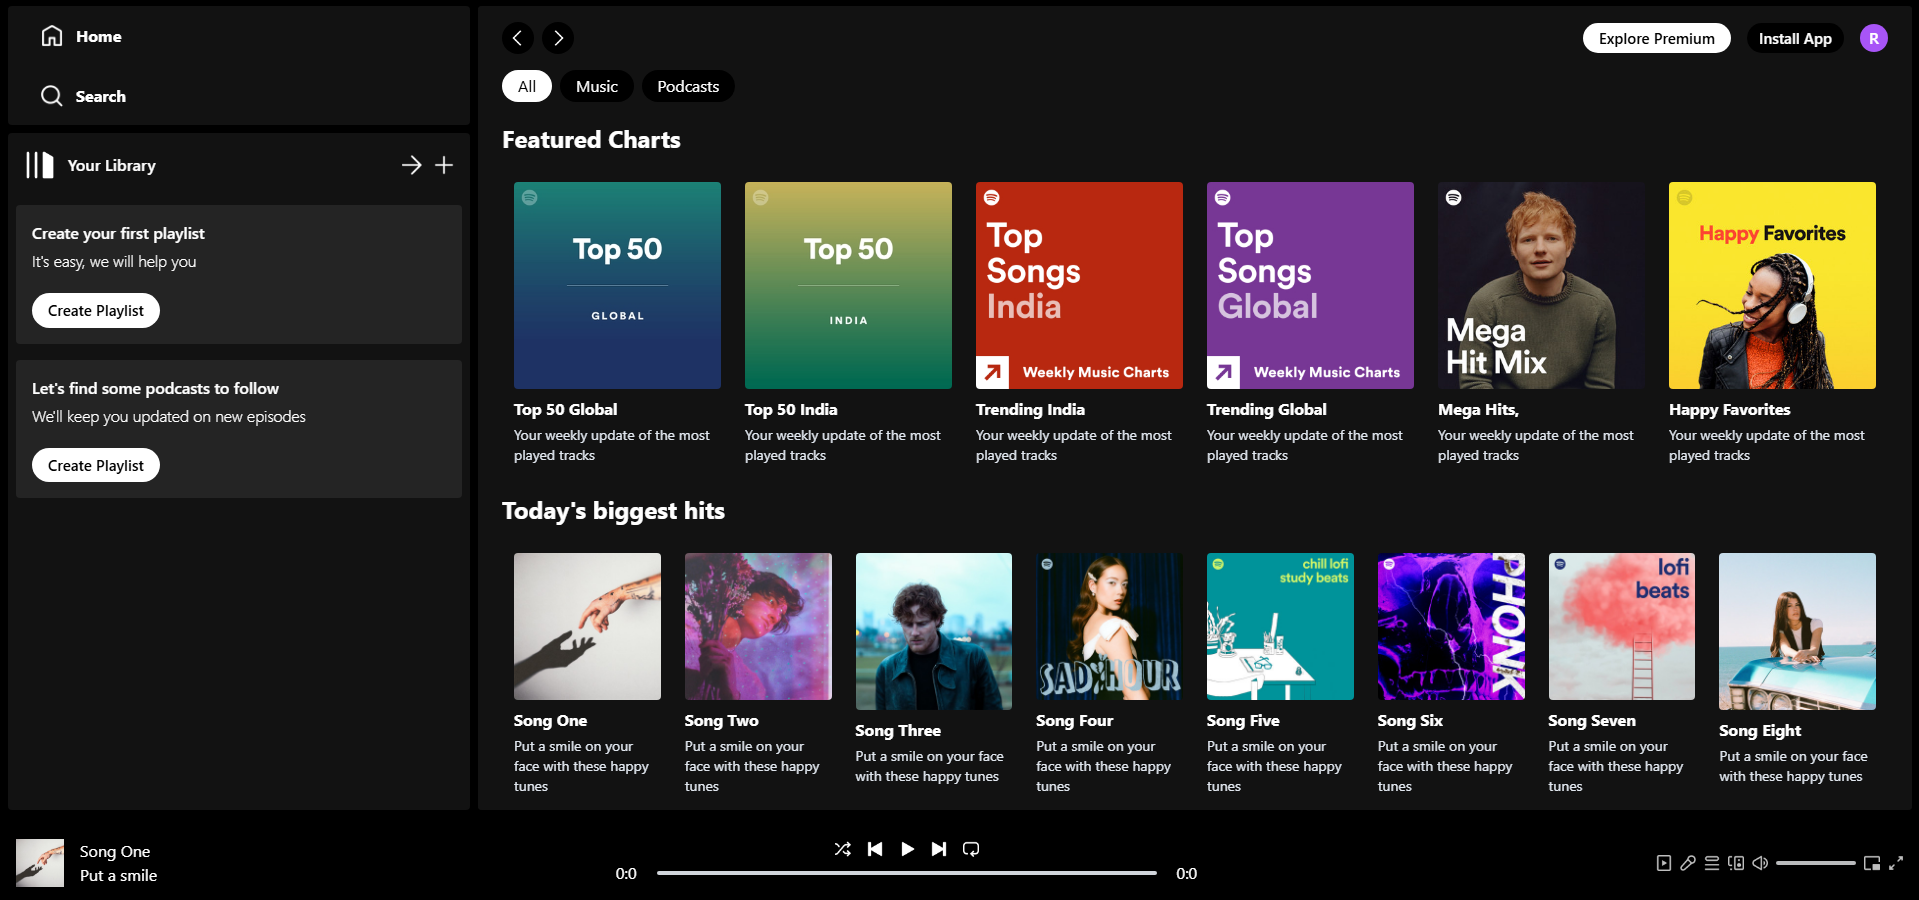 Home
Search
Your Library
Create your first playlist
It's easy, we will help you
Create Playlist
Let's find some podcasts to follow
We'll keep you updated on new episodes
Create Playlist
Explore Premium
Install App
R
All
Music
Podcasts
Featured Charts
Top 50
GLOBAL
Top 50 Global
Your weekly update of the most
played tracks
Top 50
INDIA
Top 50 India
Your weekly update of the most
played tracks
Top
Songs
India
Weekly Music Charts
Trending India
Your weekly update of the most
played tracks
Top
Songs
Global
Weekly Music Charts
Trending Global
Your weekly update of the most
played tracks
Mega
Hit Mix
Mega Hits,
Your weekly update of the most
played tracks
Happy Favorites
Happy Favorites
Your weekly update of the most
played tracks
Today's biggest hits
Song One
Put a smile on your
face with these happy
tunes
Song Two
Put a smile on your
face with these happy
tunes
Song Three
Put a smile on your face
with these happy tunes
SAD HOUR
Song Four
Put a smile on your
face with these happy
tunes
chill lofi
study beats
Song Five
Put a smile on your
face with these happy
tunes
PHONK
Song Six
Put a smile on your
face with these happy
tunes
lofi
beats
Song Seven
Put a smile on your
face with these happy
tunes
Song Eight
Put a smile on your face
with these happy tunes
Song One
Put a smile
0:0
0:0